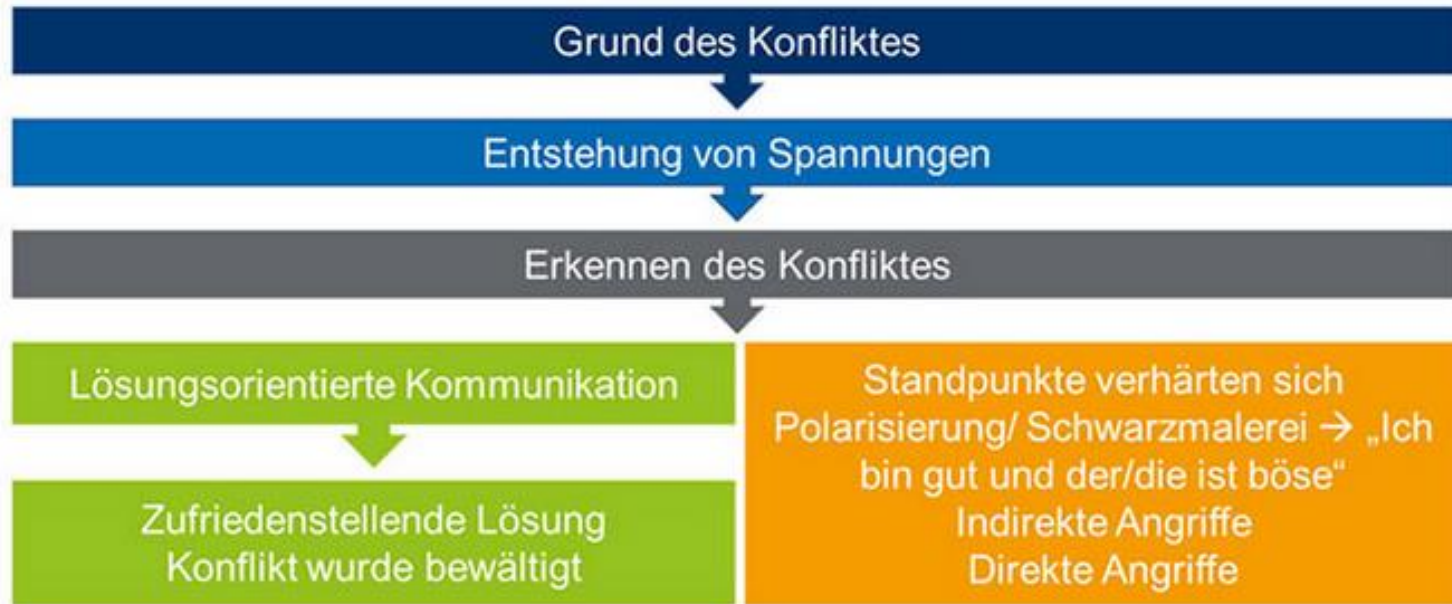 Grund des Konfliktes
Entstehung von Spannungen
Erkennen des Konfliktes
Lösungsorientierte Kommunikation
Zufriedenstellende Lösung
Konflikt wurde bewältigt
Standpunkte verhärten sich
Polarisierung/ Schwarzmalerei → „Ich
bin gut und der/die ist böse“
Indirekte Angriffe
Direkte Angriffe